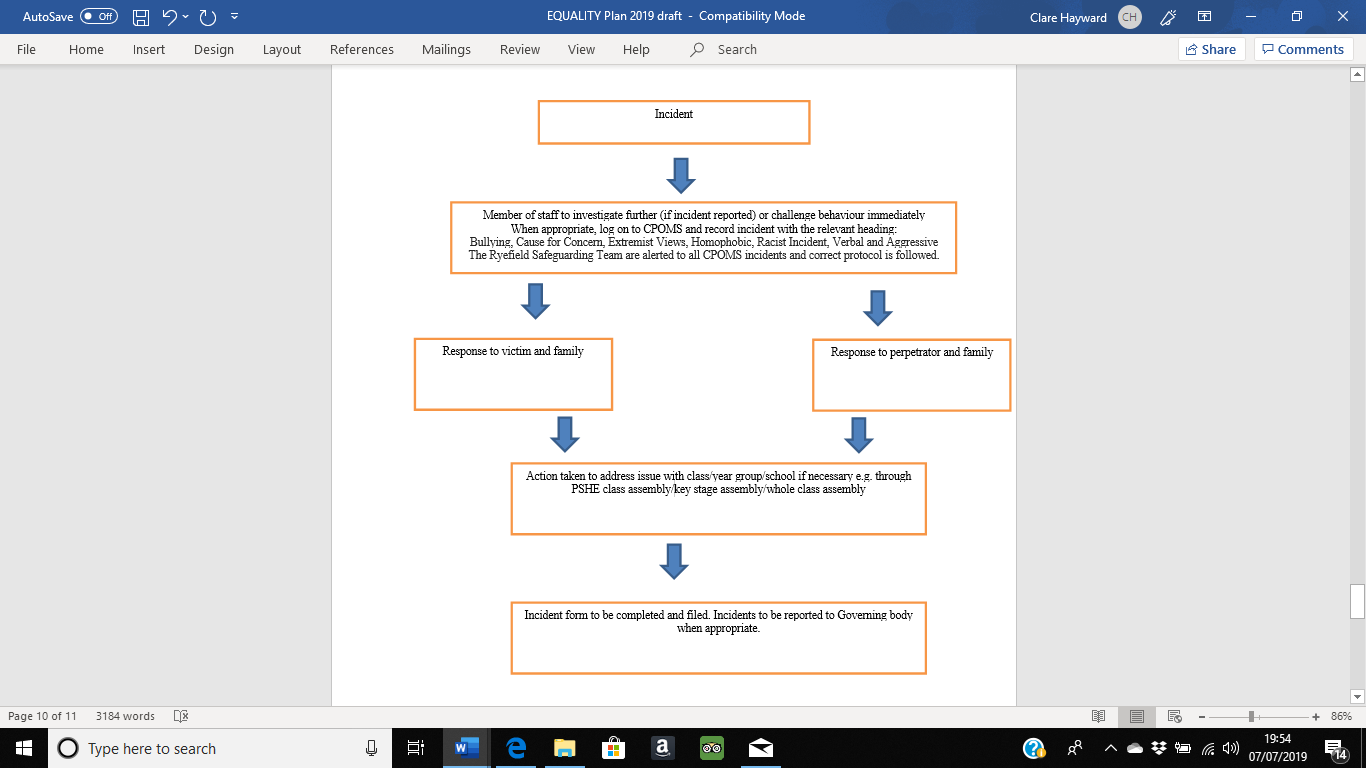 AutoSave Off
EQUALITY Plan 2019 draft - Compatibility Mode
Clare Hayward CH
File Home Insert Design Layout References Mailings Review View Help Search
Share Comments
Incident
Member of staff to investigate further (if incident reported) or challenge behaviour immediately
When appropriate, log on to CPOMS and record incident with the relevant heading:
Bullying, Cause for Concern, Extremist Views, Homophobic, Racist Incident, Verbal and Aggressive
The Ryefield Safeguarding Team are alerted to all CPOMS incidents and correct protocol is followed.
Response to victim and family
Response to perpetrator and family
Action taken to address issue with class/year group/school if necessary e.g. through
PSHE class assembly/key stage assembly/whole class assembly
Incident form to be completed and filed. Incidents to be reported to Governing body
when appropriate.
Page 10 of 11 3184 words
86%
Type here to search
19:54
07/07/2019
14